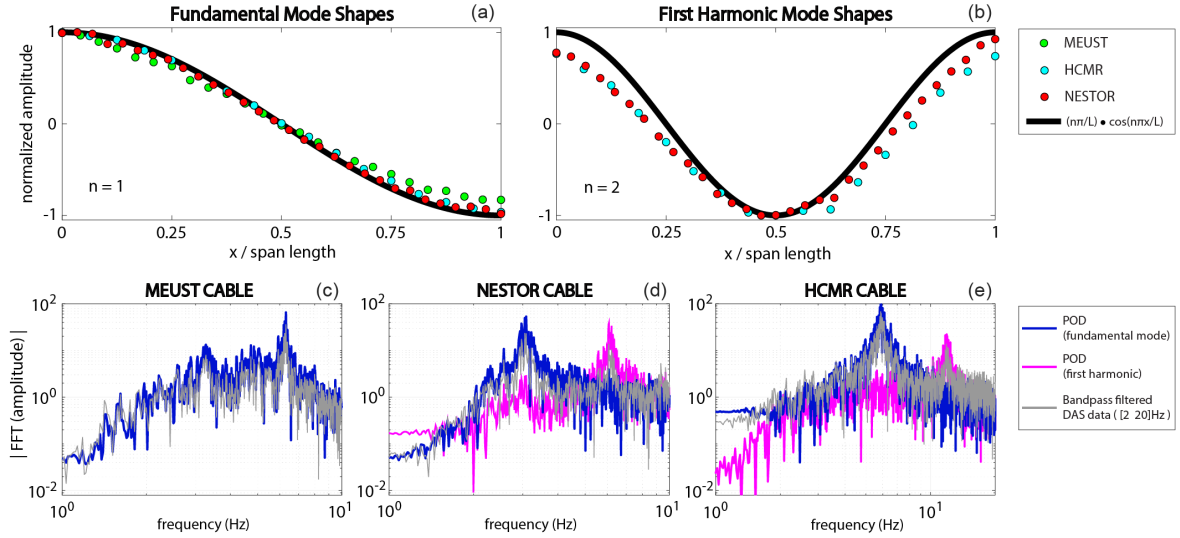 Fundamental Mode Shapes (a)
First Harmonic Mode Shapes (b)
normalized amplitude
1
0
-1
n = 1
0 0.25 0.5 0.75 1
x / span length
1
0
-1
n = 2
0 0.25 0.5 0.75 1
x / span length
MEUST
HCMR
NESTOR
(nπ/L) • cos(nπx/L)
MEUST CABLE (c)
NESTOR CABLE (d)
HCMR CABLE (e)
| FFT (amplitude) |
10²
10⁰
10⁻²
10⁰ 10¹
frequency (Hz)
10²
10⁰
10⁻²
10⁰ 10¹
frequency (Hz)
10²
10⁰
10⁻²
10⁰ 10¹
frequency (Hz)
POD
(fundamental mode)
POD
(first harmonic)
Bandpass filtered
DAS data ( [2 20]Hz )